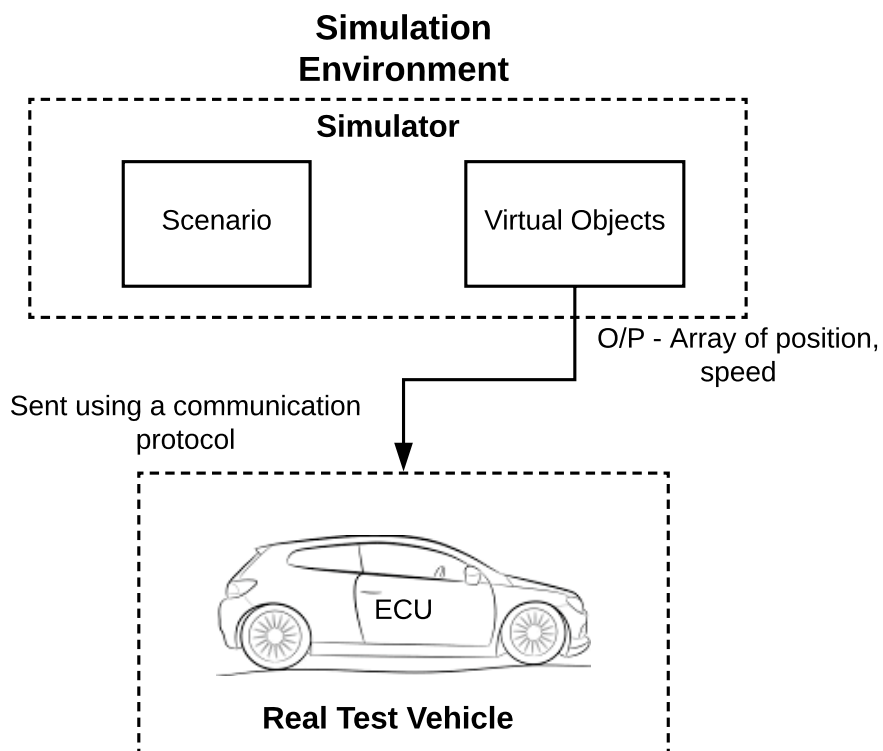 Simulation
Environment
Simulator
Scenario
Virtual Objects
O/P - Array of position,
speed
Sent using a communication
protocol
ECU
Real Test Vehicle